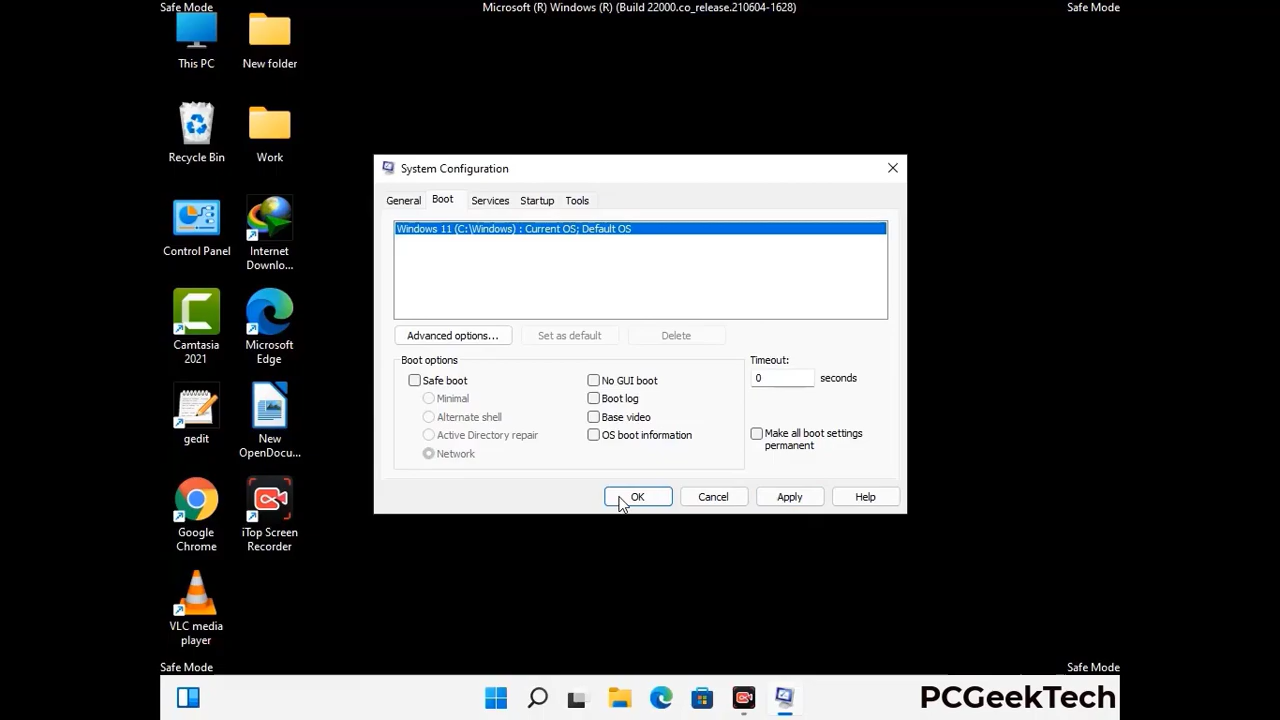 Safe Mode
Microsoft (R) Windows (R) (Build 22000.co_release.210604-1628)
Safe Mode
This PC
New folder
Recycle Bin
Work
Control Panel
Internet
Downlo...
Camtasia
2021
Microsoft
Edge
gedit
New
OpenDocu...
Google
Chrome
iTop Screen
Recorder
VLC media
player
System Configuration
General
Boot
Services
Startup
Tools
Windows 11 (C:\Windows) : Current OS; Default OS
Advanced options...
Set as default
Delete
Boot options
Safe boot
Minimal
Alternate shell
Active Directory repair
Network
No GUI boot
Boot log
Base video
OS boot information
Timeout:
0 seconds
Make all boot settings
permanent
OK
Cancel
Apply
Help
Safe Mode
Safe Mode
PCGeekTech